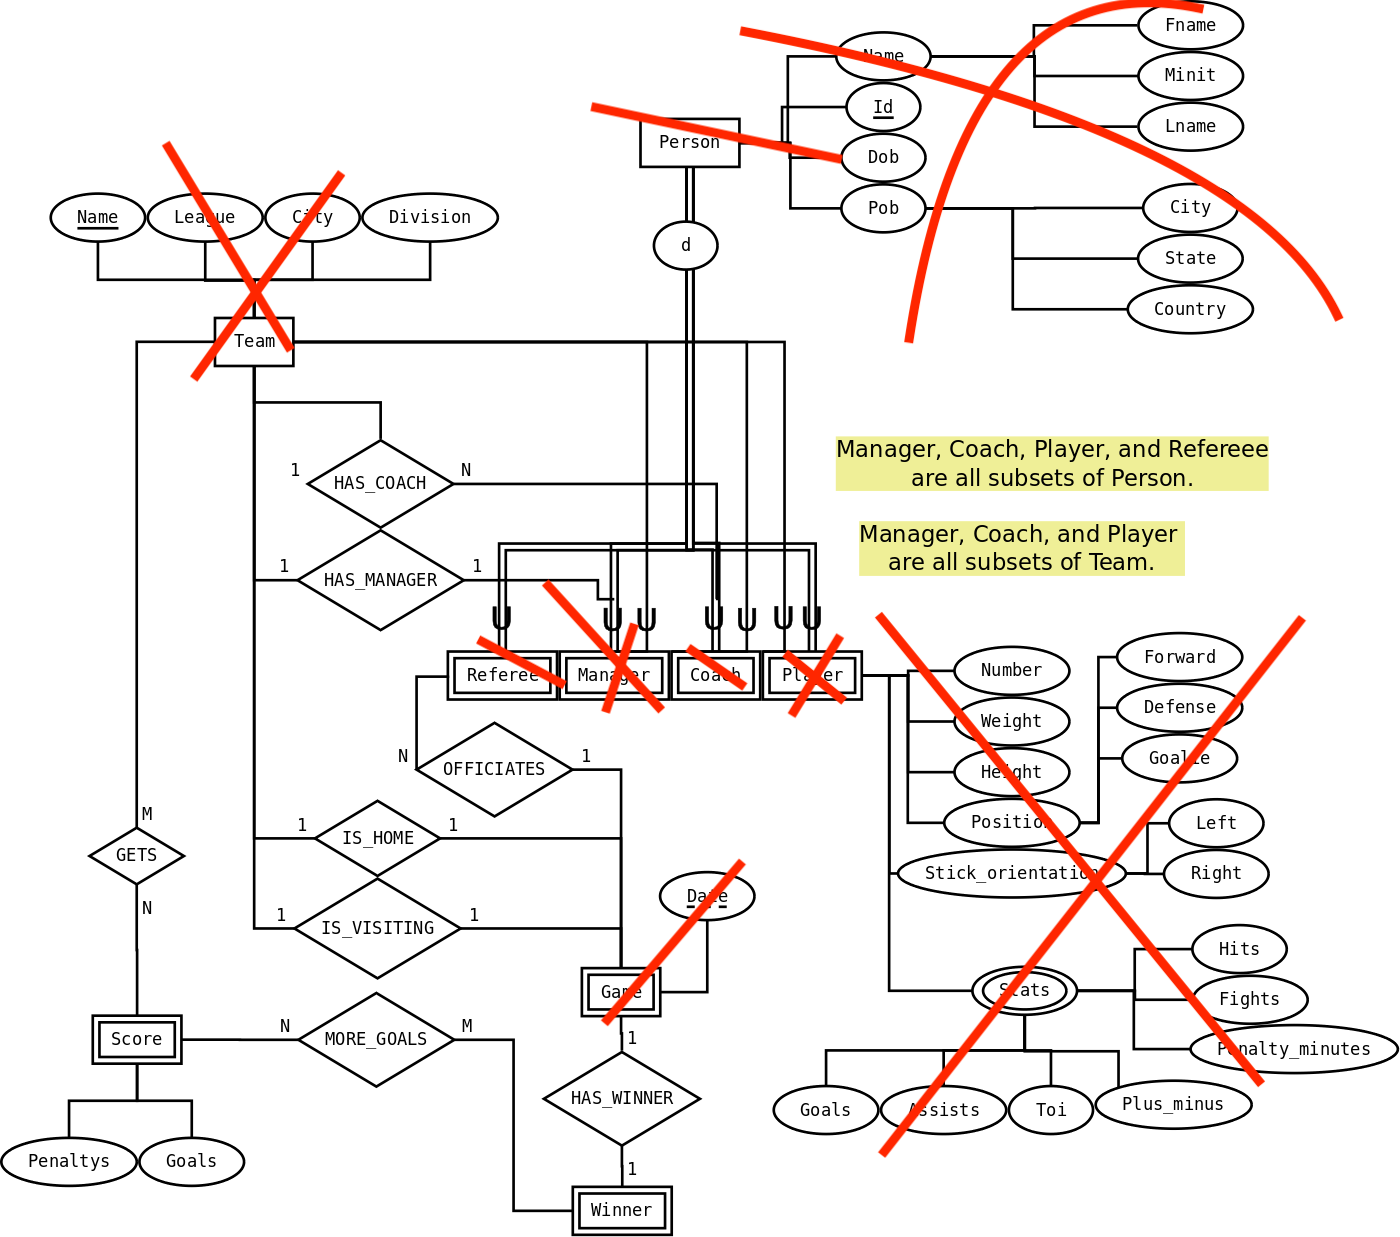 Fname
Name
Minit
Id
Lname
Person
Dob
Pob
City
State
Country
Name
League
City
Division
d
Team
Manager, Coach, Player, and Refereee
are all subsets of Person.
Manager, Coach, and Player
are all subsets of Team.
1
HAS_COACH
N
1
HAS_MANAGER
1
Referee
Manager
Coach
Player
Number
Weight
Height
Position
Stick_orientation
Forward
Defense
Goalie
Left
Right
N
OFFICIATES
1
M
GETS
N
1
IS_HOME
1
1
IS_VISITING
1
Date
Game
Stats
Hits
Fights
Penalty_minutes
Goals
Assists
Toi
Plus_minus
Score
N
MORE_GOALS
M
1
HAS_WINNER
1
Penaltys
Goals
Winner